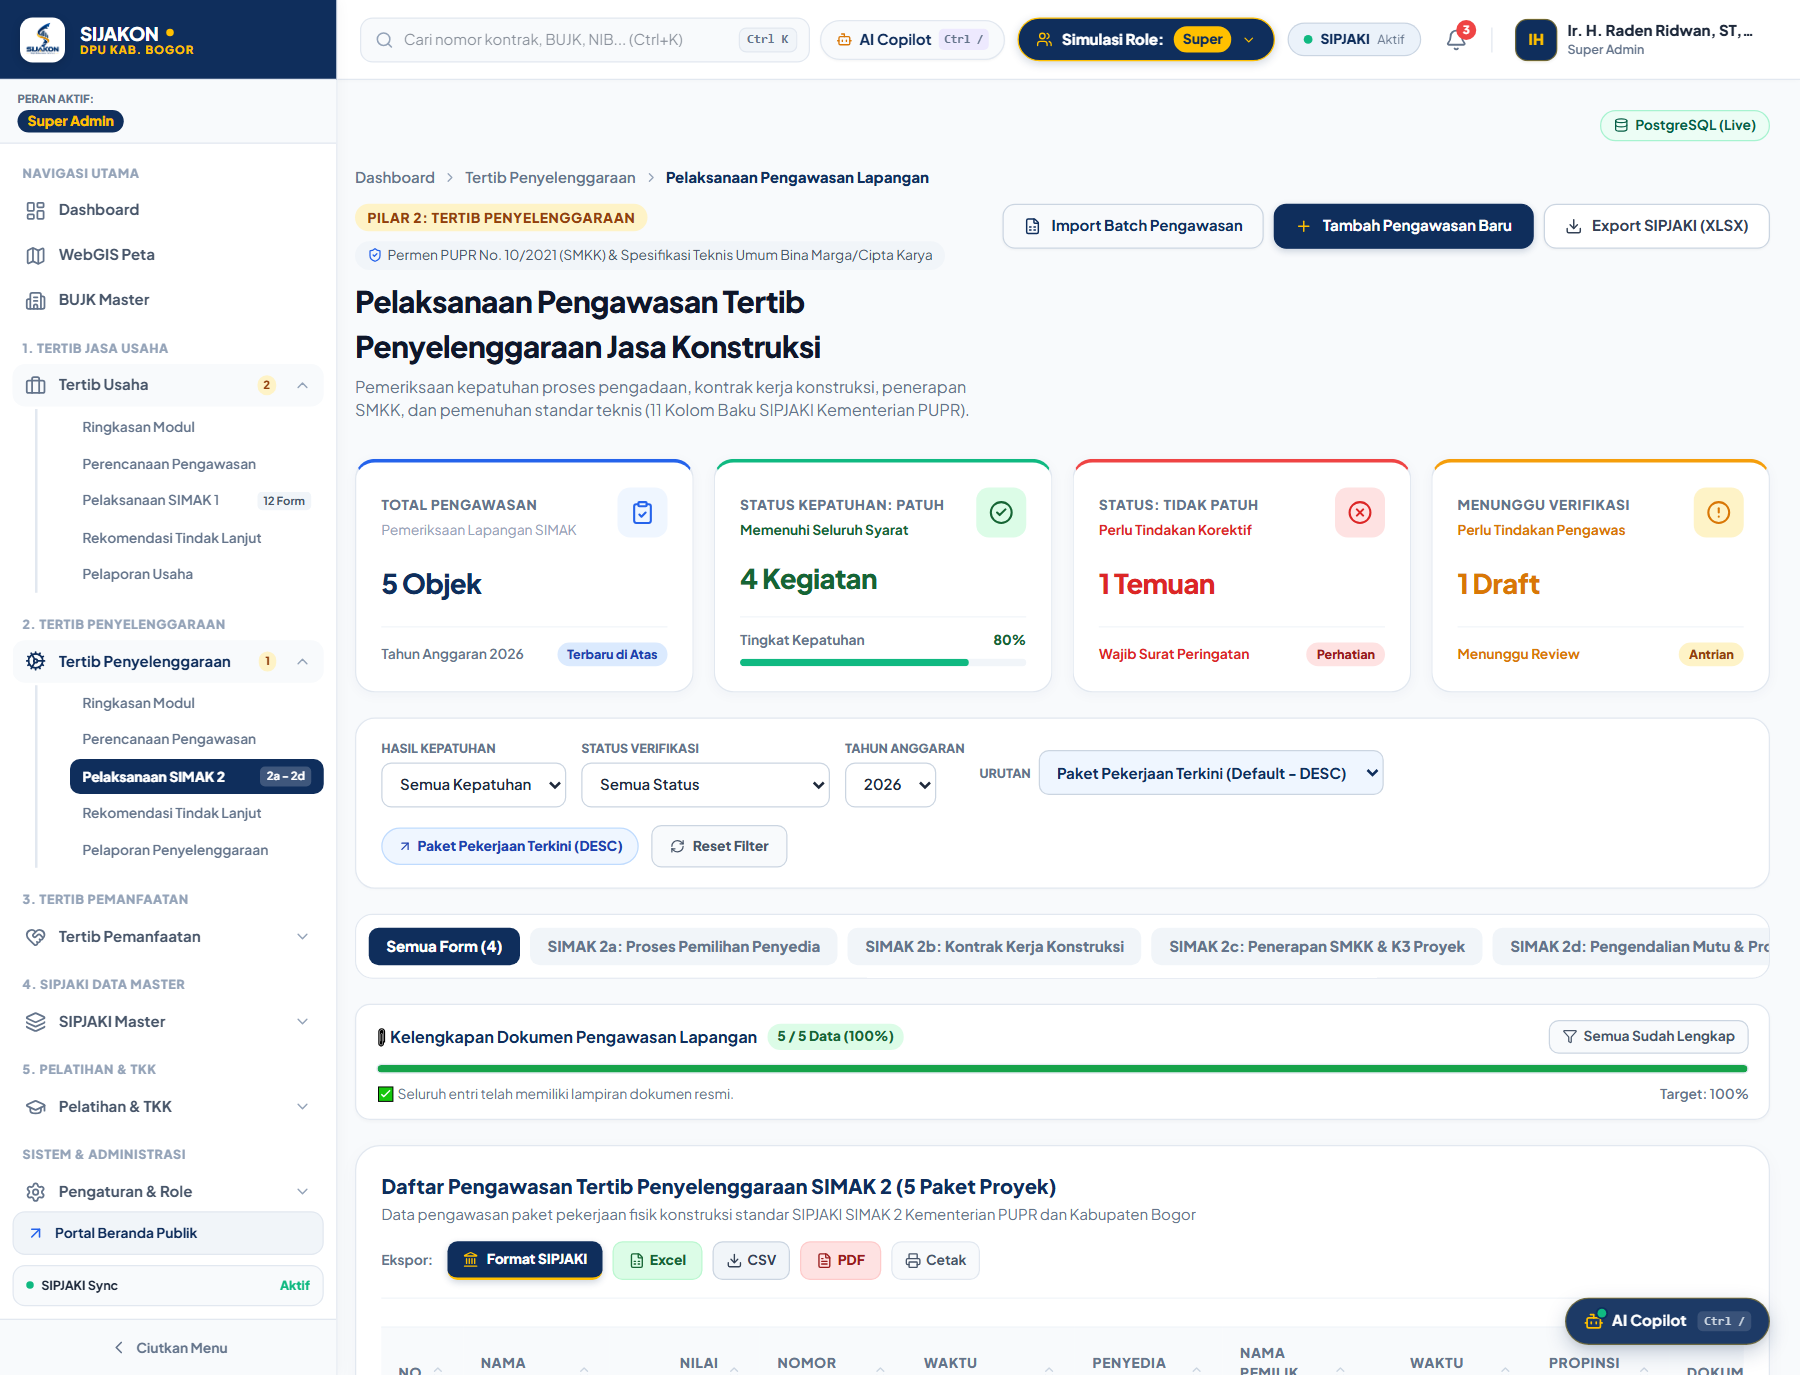 SIJAKON
DPU KAB. BOGOR
SIJAKON
Cari nomor kontrak, BUJK, NIB... (Ctrl+K)
Ctrl K
AI Copilot
Ctrl /
Simulasi Role:
Super
SIPJAKI Aktif
3
IH
Ir. H. Raden Ridwan, ST,...
Super Admin
PERAN AKTIF:
Super Admin
NAVIGASI UTAMA
Dashboard
WebGIS Peta
BUJK Master
1. TERTIB JASA USAHA
Tertib Usaha
2
Ringkasan Modul
Perencanaan Pengawasan
Pelaksanaan SIMAK 1
12 Form
Rekomendasi Tindak Lanjut
Pelaporan Usaha
2. TERTIB PENYELENGGARAAN
Tertib Penyelenggaraan
1
Ringkasan Modul
Perencanaan Pengawasan
Pelaksanaan SIMAK 2
2a – 2d
Rekomendasi Tindak Lanjut
Pelaporan Penyelenggaraan
3. TERTIB PEMANFAATAN
Tertib Pemanfaatan
4. SIPJAKI DATA MASTER
SIPJAKI Master
5. PELATIHAN & TKK
Pelatihan & TKK
SISTEM & ADMINISTRASI
Pengaturan & Role
Portal Beranda Publik
SIPJAKI Sync
Aktif
Ciutkan Menu
PostgreSQL (Live)
Dashboard > Tertib Penyelenggaraan > Pelaksanaan Pengawasan Lapangan
PILAR 2: TERTIB PENYELENGGARAAN
Permen PUPR No. 10/2021 (SMKK) & Spesifikasi Teknis Umum Bina Marga/Cipta Karya
Import Batch Pengawasan
Tambah Pengawasan Baru
Export SIPJAKI (XLSX)
Pelaksanaan Pengawasan Tertib
Penyelenggaraan Jasa Konstruksi
Pemeriksaan kepatuhan proses pengadaan, kontrak kerja konstruksi, penerapan
SMKK, dan pemenuhan standar teknis (11 Kolom Baku SIPJAKI Kementerian PUPR).
TOTAL PENGAWASAN
Pemeriksaan Lapangan SIMAK
5 Objek
Tahun Anggaran 2026
Terbaru di Atas
STATUS KEPATUHAN: PATUH
Memenuhi Seluruh Syarat
4 Kegiatan
Tingkat Kepatuhan
80%
STATUS: TIDAK PATUH
Perlu Tindakan Korektif
1 Temuan
Wajib Surat Peringatan
Perhatian
MENUNGGU VERIFIKASI
Perlu Tindakan Pengawas
1 Draft
Menunggu Review
Antrian
HASIL KEPATUHAN
Semua Kepatuhan
STATUS VERIFIKASI
Semua Status
TAHUN ANGGARAN
2026
URUTAN
Paket Pekerjaan Terkini (Default - DESC)
Paket Pekerjaan Terkini (DESC)
Reset Filter
Semua Form (4)
SIMAK 2a: Proses Pemilihan Penyedia
SIMAK 2b: Kontrak Kerja Konstruksi
SIMAK 2c: Penerapan SMKK & K3 Proyek
SIMAK 2d: Pengendalian Mutu & Pro
Kelengkapan Dokumen Pengawasan Lapangan
5 / 5 Data (100%)
Semua Sudah Lengkap
Seluruh entri telah memiliki lampiran dokumen resmi.
Target: 100%
Daftar Pengawasan Tertib Penyelenggaraan SIMAK 2 (5 Paket Proyek)
Data pengawasan paket pekerjaan fisik konstruksi standar SIPJAKI SIMAK 2 Kementerian PUPR dan Kabupaten Bogor
Ekspor:
Format SIPJAKI
Excel
CSV
PDF
Cetak
AI Copilot
Ctrl /
NO
NAMA
NILAI
NOMOR
WAKTU
PENYEDIA
NAMA
PEMILIK
WAKTU
PROPINSI
DOKUM